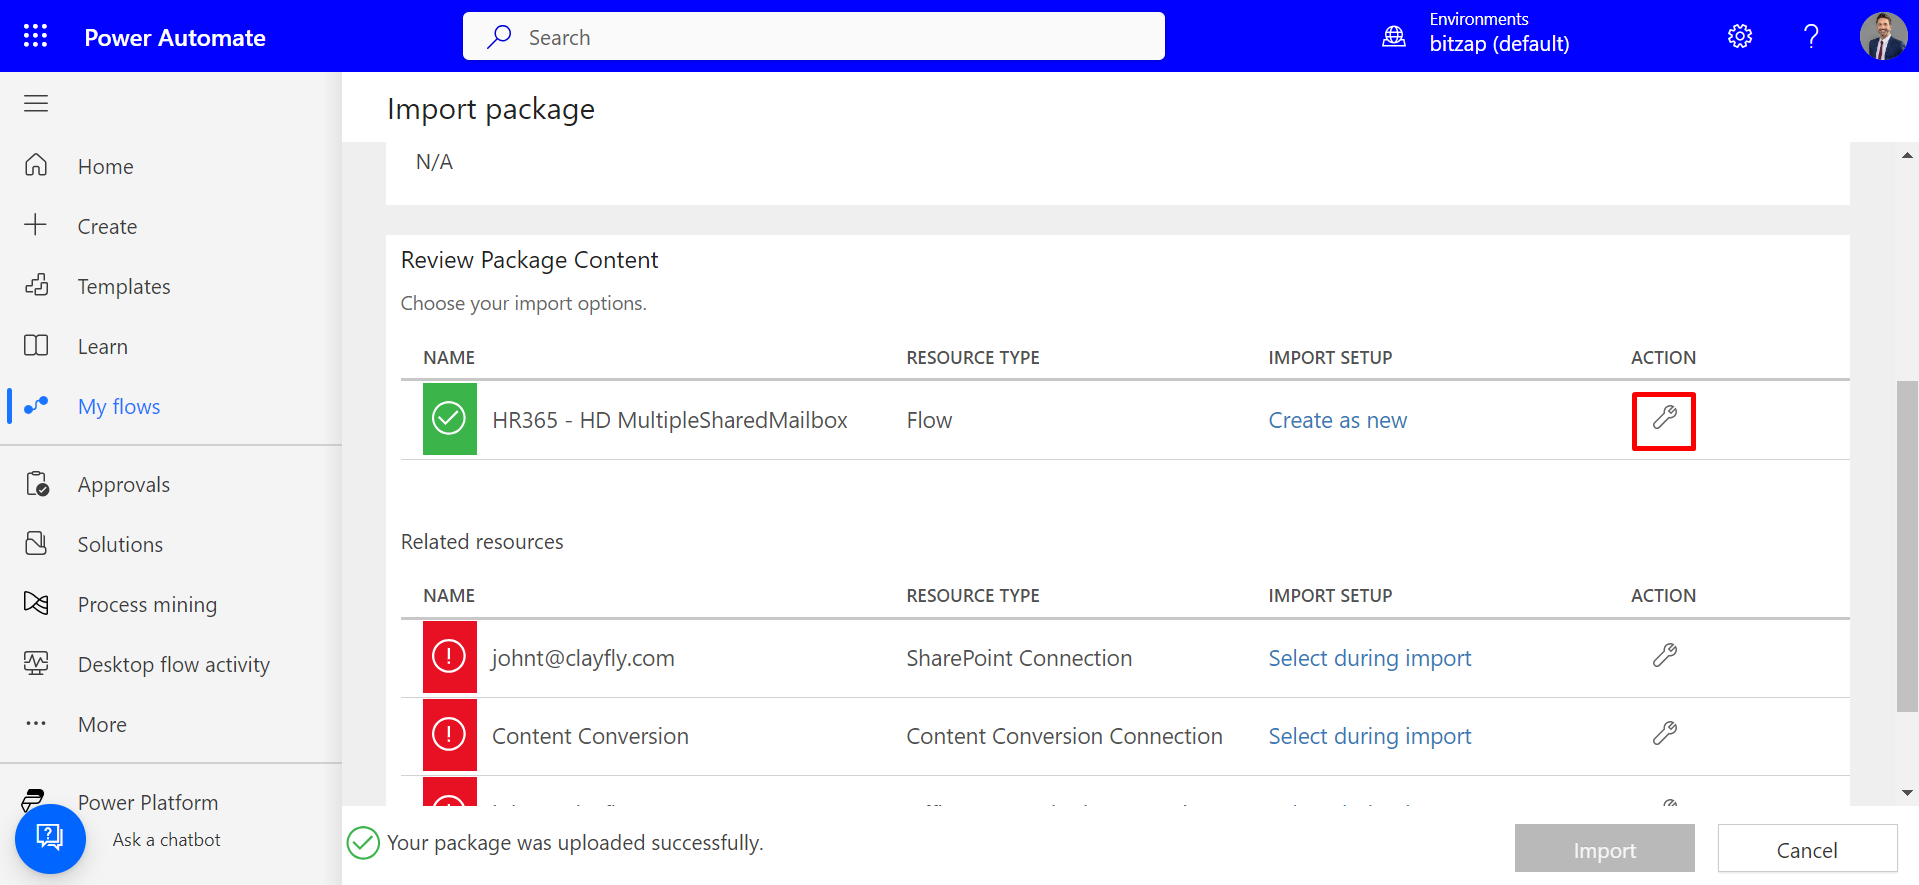 Power Automate
Search
Environments
bitzap (default)
?
Import package
N/A
Home
Create
Templates
Learn
My flows
Approvals
Solutions
Process mining
Desktop flow activity
More
Power Platform
Ask a chatbot
Review Package Content
Choose your import options.
NAME RESOURCE TYPE IMPORT SETUP ACTION
HR365 - HD MultipleSharedMailbox Flow Create as new
Related resources
NAME RESOURCE TYPE IMPORT SETUP ACTION
johnt@clayfly.com SharePoint Connection Select during import
Content Conversion Content Conversion Connection Select during import
Your package was uploaded successfully.
Import
Cancel